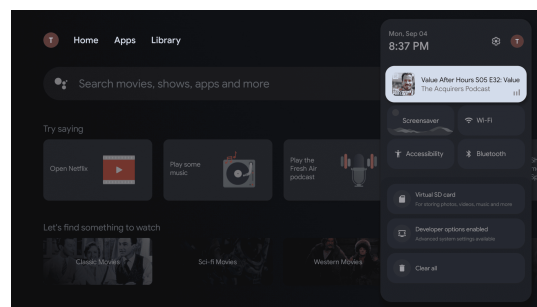 T
Home Apps Library
Search movies, shows, apps and more
Try saying
Open Netflix
Play some
music
Play the
Fresh Air
podcast
Let's find something to watch
Classic Movies
Sci-fi Movies
Western Movies
Mon, Sep 04
8:37 PM
T
Value After Hours S05 E32: Value
The Acquirers Podcast
Screensaver
Wi-Fi
Accessibility
Bluetooth
Virtual SD card
For storing photos, videos, music and more
Developer options enabled
Advanced system settings available
Clear all